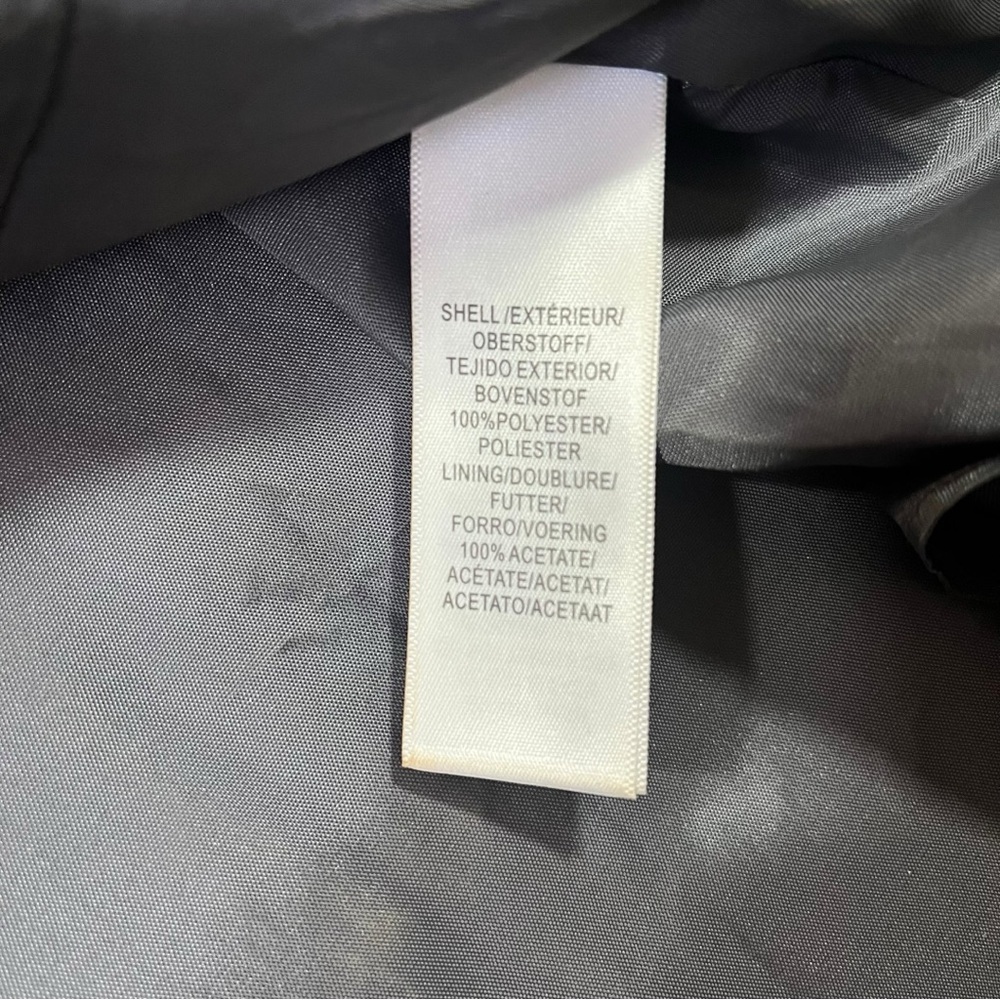 SHELL/EXTÉRIEUR/
OBERSTOFF/
TEJIDO EXTERIOR/
BOVENSTOF
100%POLYESTER/
POLIESTER
LINING/DOUBLURE/
FUTTER/
FORRO/VOERING
100% ACETATE/
ACÉTATE/ACETAT/
ACETATO/ACETAAT